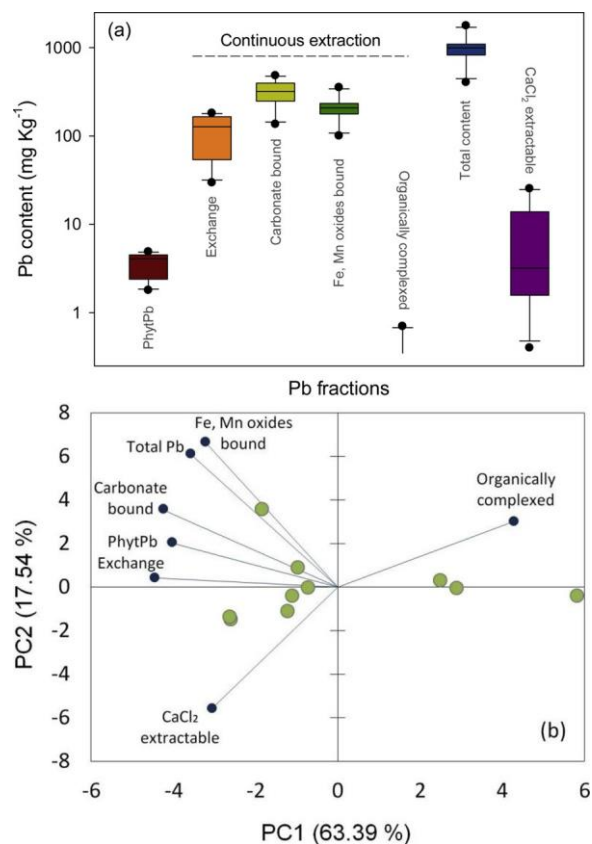 (a)
Continuous extraction
1000
100
10
1
Pb content (mg Kg⁻¹)
PhytPb
Exchange
Carbonate bound
Fe, Mn oxides bound
Organically complexed
Total content
CaCl₂ extractable
Pb fractions
8
6
4
2
0
-2
-4
-6
-8
PC2 (17.54 %)
Fe, Mn oxides
bound
Total Pb
Carbonate
bound
PhytPb
Exchange
Organically
complexed
CaCl₂
extractable
(b)
-6
-4
-2
0
2
4
6
PC1 (63.39 %)